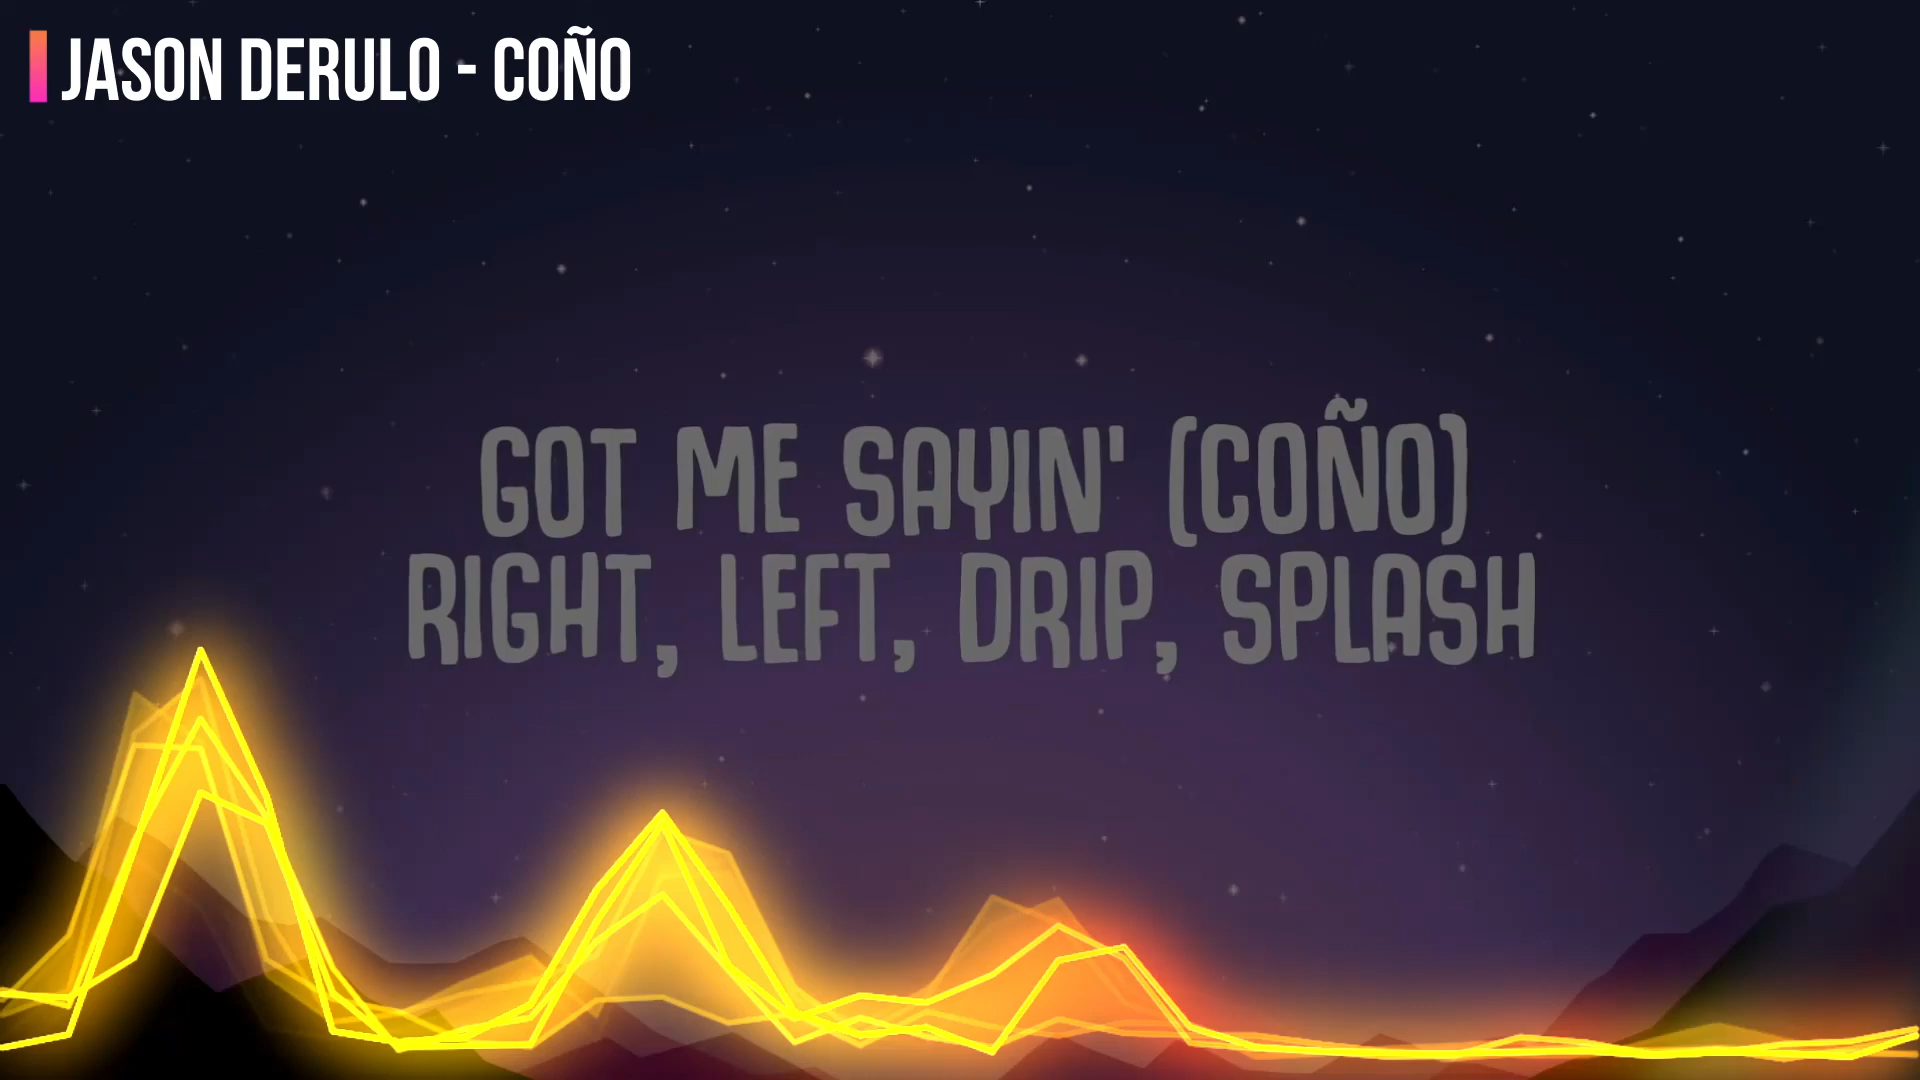 JASON DERULO - COÑO
GOT ME SAYIN' (COÑO)
RIGHT, LEFT, DRIP, SPLASH